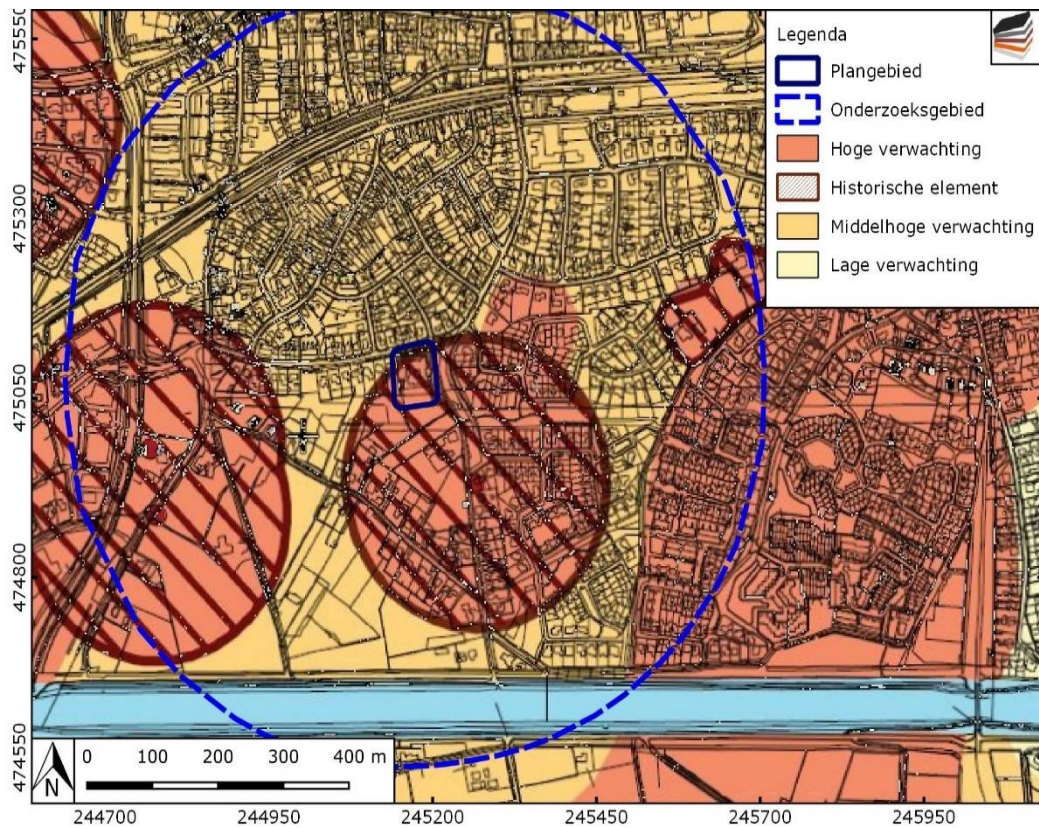 Legenda
Plangebied
Onderzoeksgebied
Hoge verwachting
Historische element
Middelhoge verwachting
Lage verwachting
475550
475300
475050
474800
474550
0 100 200 300 400 m
N
244700 244950 245200 245450 245700 245950